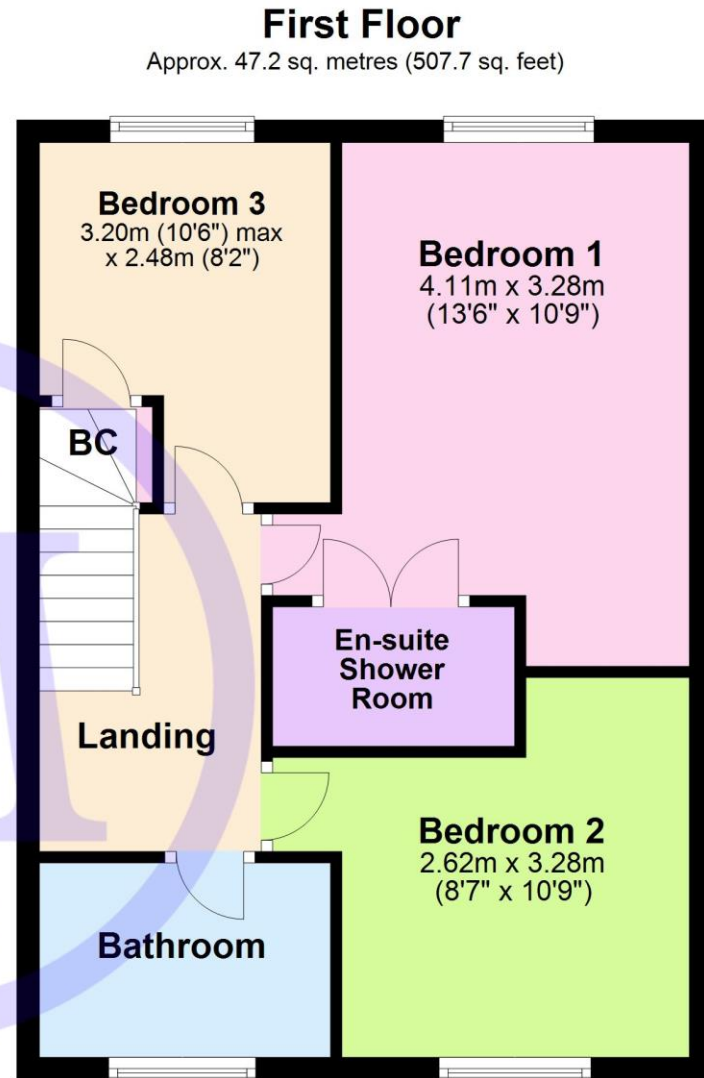 First Floor
Approx. 47.2 sq. metres (507.7 sq. feet)
Bedroom 3
3.20m (10'6") max
x 2.48m (8'2")
Bedroom 1
4.11m x 3.28m
(13'6" x 10'9")
BC
En-suite
Shower
Room
Landing
Bedroom 2
2.62m x 3.28m
(8'7" x 10'9")
Bathroom